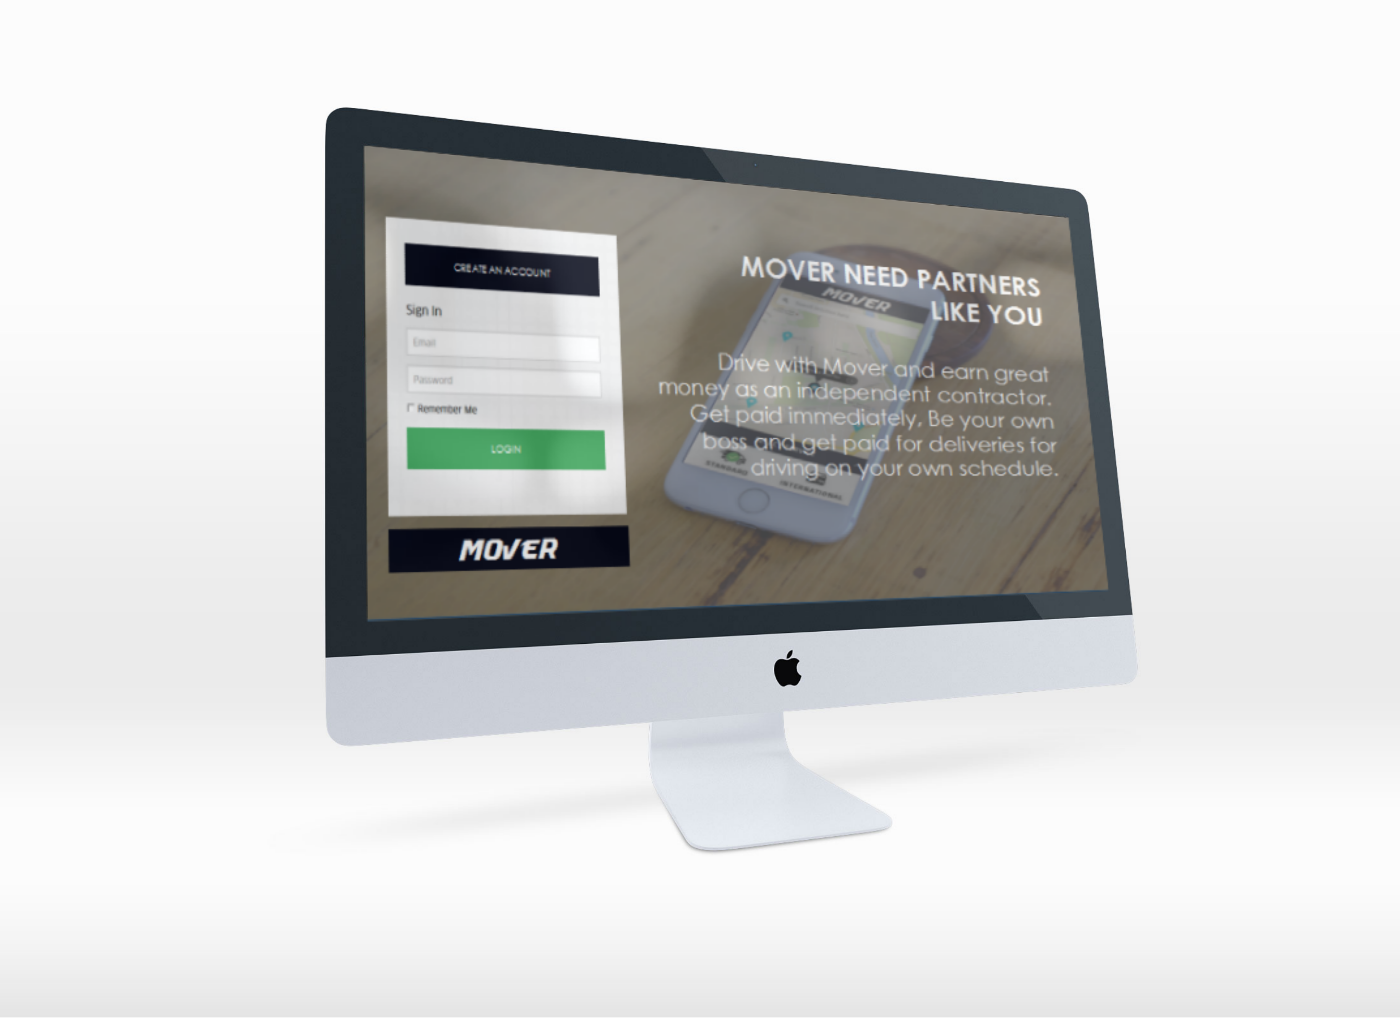 CREATE AN ACCOUNT
Sign In
Email
Password
Remember Me
LOGIN
MOVER
MOVER NEED PARTNERS
LIKE YOU
Drive with Mover and earn great
money as an independent contractor.
Get paid immediately, Be your own
boss and get paid for deliveries for
driving on your own schedule.
MOVER
STANDARD
INTERNATIONAL